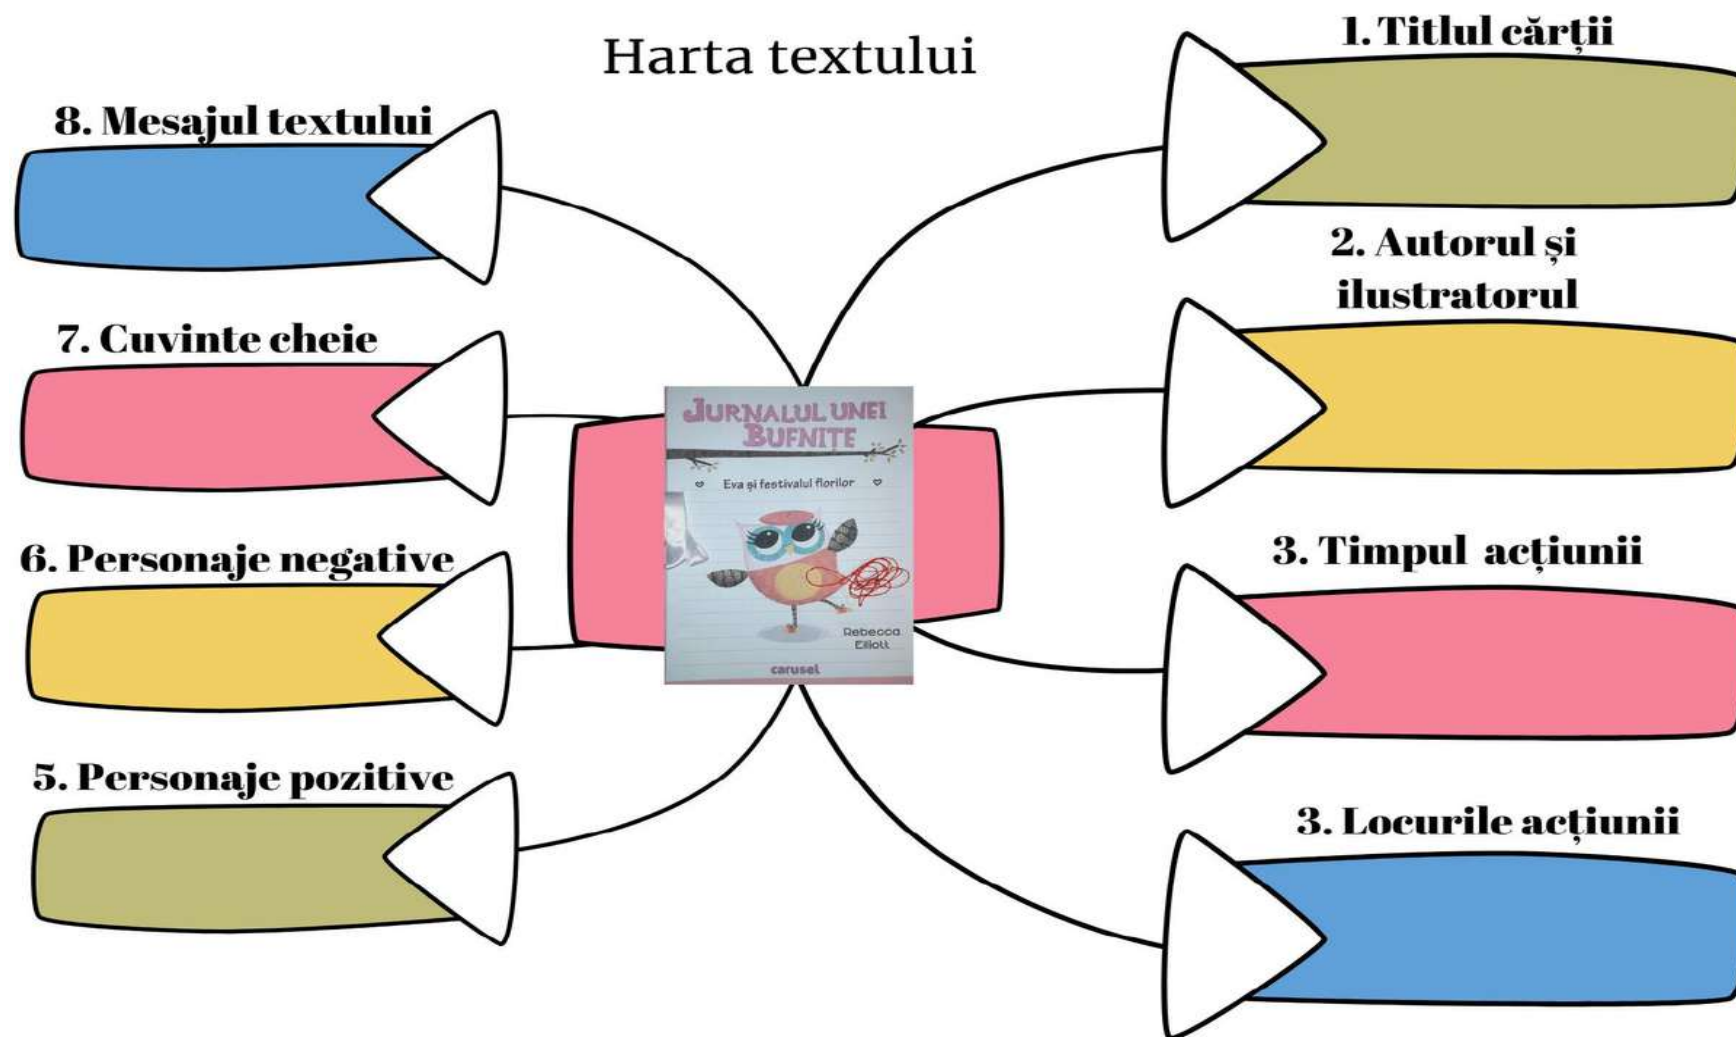 Harta textului
1. Titlul cărții
2. Autorul și
ilustratorul
3. Timpul  acțiunii
3. Locurile acțiunii
5. Personaje pozitive
6. Personaje negative
7. Cuvinte cheie
8. Mesajul textului
JURNALUL UNEI
BUFNIȚE
Eva și festivalul florilor
Rebecca
Elliott
carusel